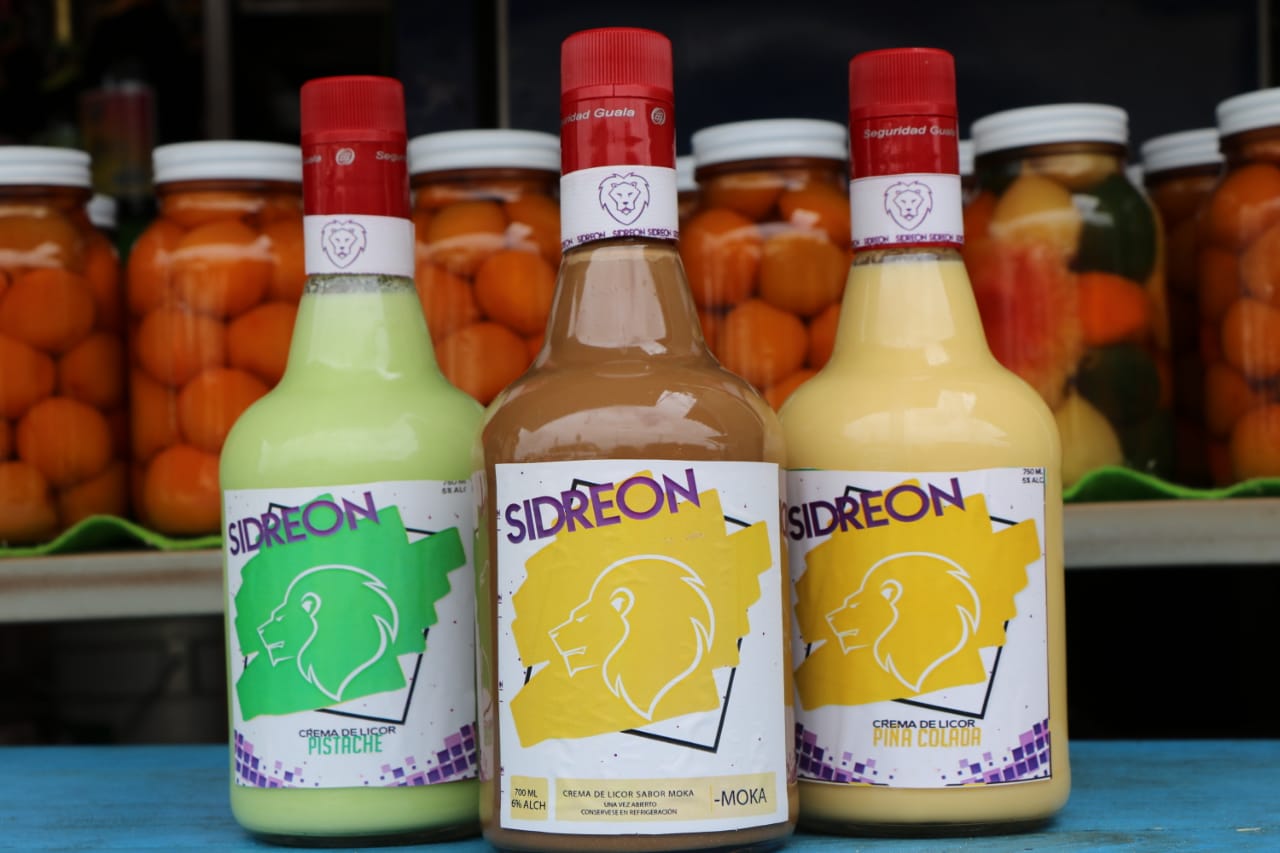 Seguridad
SIDREON
750 ML
5% ALC
SIDREON
CREMA DE LICOR
PISTACHE
Seguridad Guala
SIDREON SIDREON
SIDREON
700 ML
6% ALCH
CREMA DE LICOR SABOR MOKA
UNA VEZ ABIERTO
CONSERVESE EN REFRIGERACIÓN
-MOKA
Seguridad Guala
SIDREON SIDREON SIDREON
750 ML
5% ALC
SIDREON
CREMA DE LICOR
PIÑA COLADA